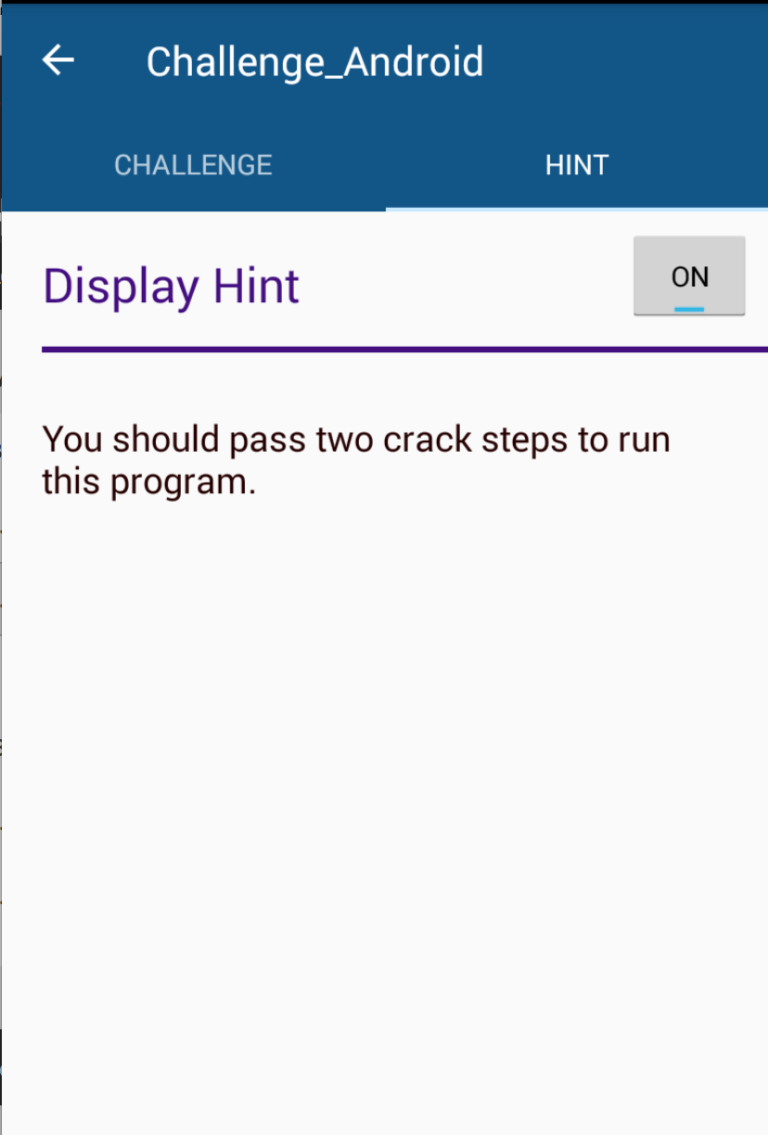 Challenge_Android
CHALLENGE
HINT
Display Hint
ON
You should pass two crack steps to run
this program.